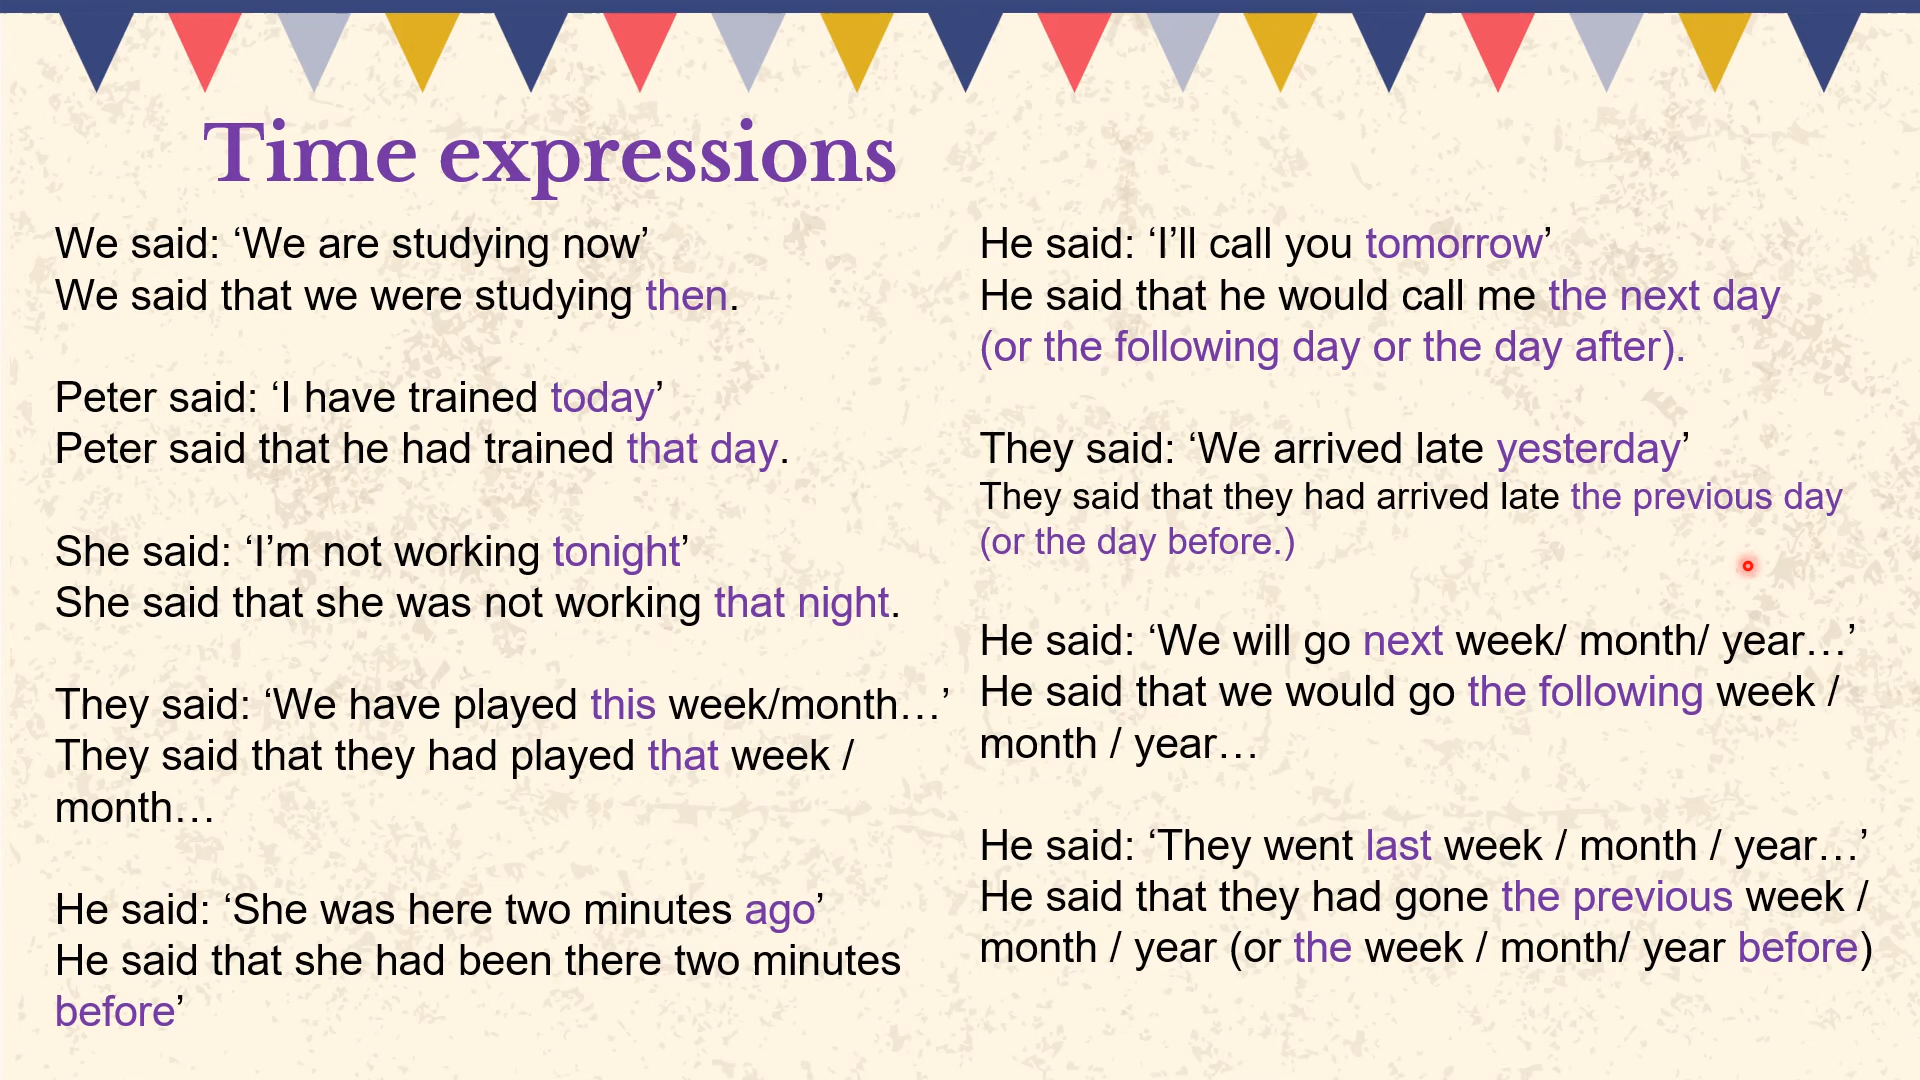 Time expressions
We said: ‘We are studying now’
We said that we were studying then.
Peter said: ‘I have trained today’
Peter said that he had trained that day.
She said: ‘I’m not working tonight’
She said that she was not working that night.
They said: ‘We have played this week/month…’
They said that they had played that week /
month…
He said: ‘She was here two minutes ago’
He said that she had been there two minutes
before’
He said: ‘I’ll call you tomorrow’
He said that he would call me the next day
(or the following day or the day after).
They said: ‘We arrived late yesterday’
They said that they had arrived late the previous day
(or the day before.)
He said: ‘We will go next week/ month/ year…’
He said that we would go the following week /
month / year…
He said: ‘They went last week / month / year…’
He said that they had gone the previous week /
month / year (or the week / month/ year before)